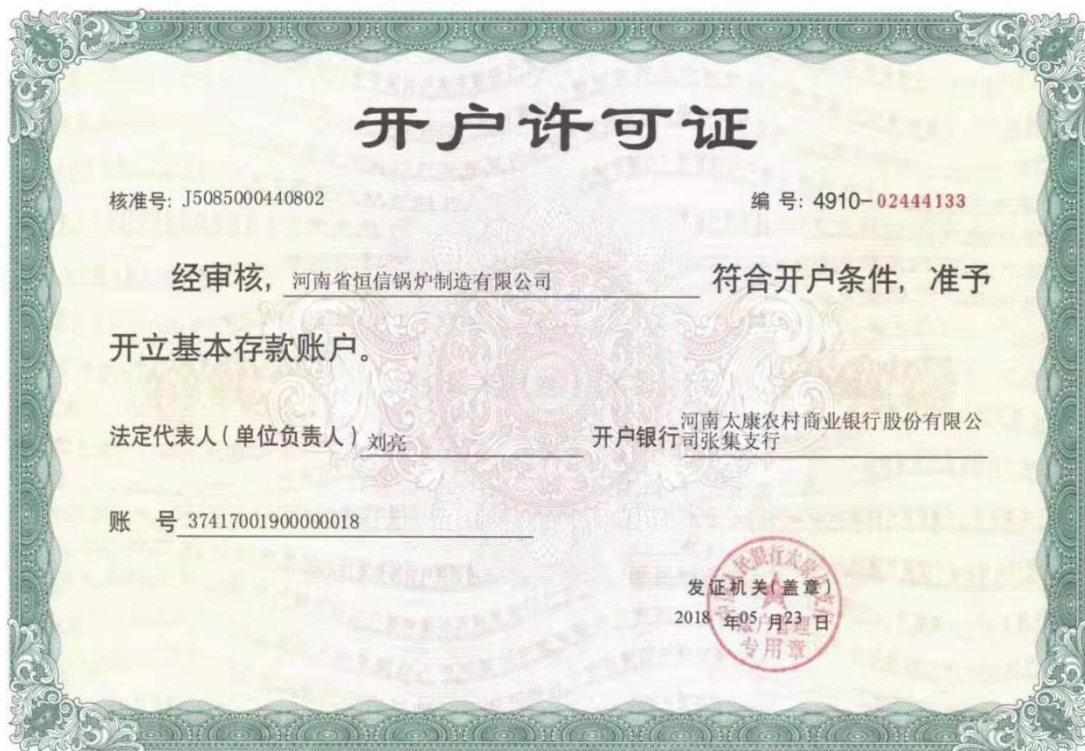 开户许可证
核准号: J5085000440802
编 号: 4910-02444133
经审核, 河南省恒信锅炉制造有限公司 符合开户条件, 准予
开立基本存款账户。
法定代表人(单位负责人) 刘亮
开户银行 河南太康农村商业银行股份有限公
司张集支行
账 号 37417001900000018
发证机关(盖章)
2018 年05 月23 日
专用章